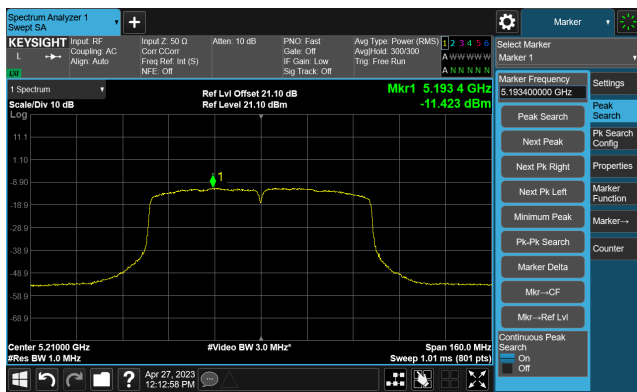 Spectrum Analyzer 1
Swept SA
Marker
KEYSIGHT
L
LXI
Input: RF
Coupling: AC
Align: Auto
Input Z: 50 Ω
Corr CCorr
Freq Ref: Int (S)
NFE: Off
Atten: 10 dB
PNO: Fast
Gate: Off
IF Gain: Low
Sig Track: Off
Avg Type: Power (RMS)
Avg|Hold: 300/300
Trig: Free Run
1 2 3 4 5 6
A W W W W W
A N N N N N
Select Marker
Marker 1
1 Spectrum
Scale/Div 10 dB
Log
Ref Lvl Offset 21.10 dB
Ref Level 21.10 dBm
Mkr1 5.193 4 GHz
-11.423 dBm
11.1
1.10
-8.90
-18.9
-28.9
-38.9
-48.9
-58.9
-68.9
1
Center 5.21000 GHz
#Res BW 1.0 MHz
#Video BW 3.0 MHz*
Span 160.0 MHz
Sweep 1.01 ms (801 pts)
Marker Frequency
5.193400000 GHz
Peak Search
Next Peak
Next Pk Right
Next Pk Left
Minimum Peak
Pk-Pk Search
Marker Delta
Mkr→CF
Mkr→Ref Lvl
Continuous Peak
Search
On
Off
Settings
Peak
Search
Pk Search
Config
Properties
Marker
Function
Marker→
Counter
?
Apr 27, 2023
12:12:58 PM